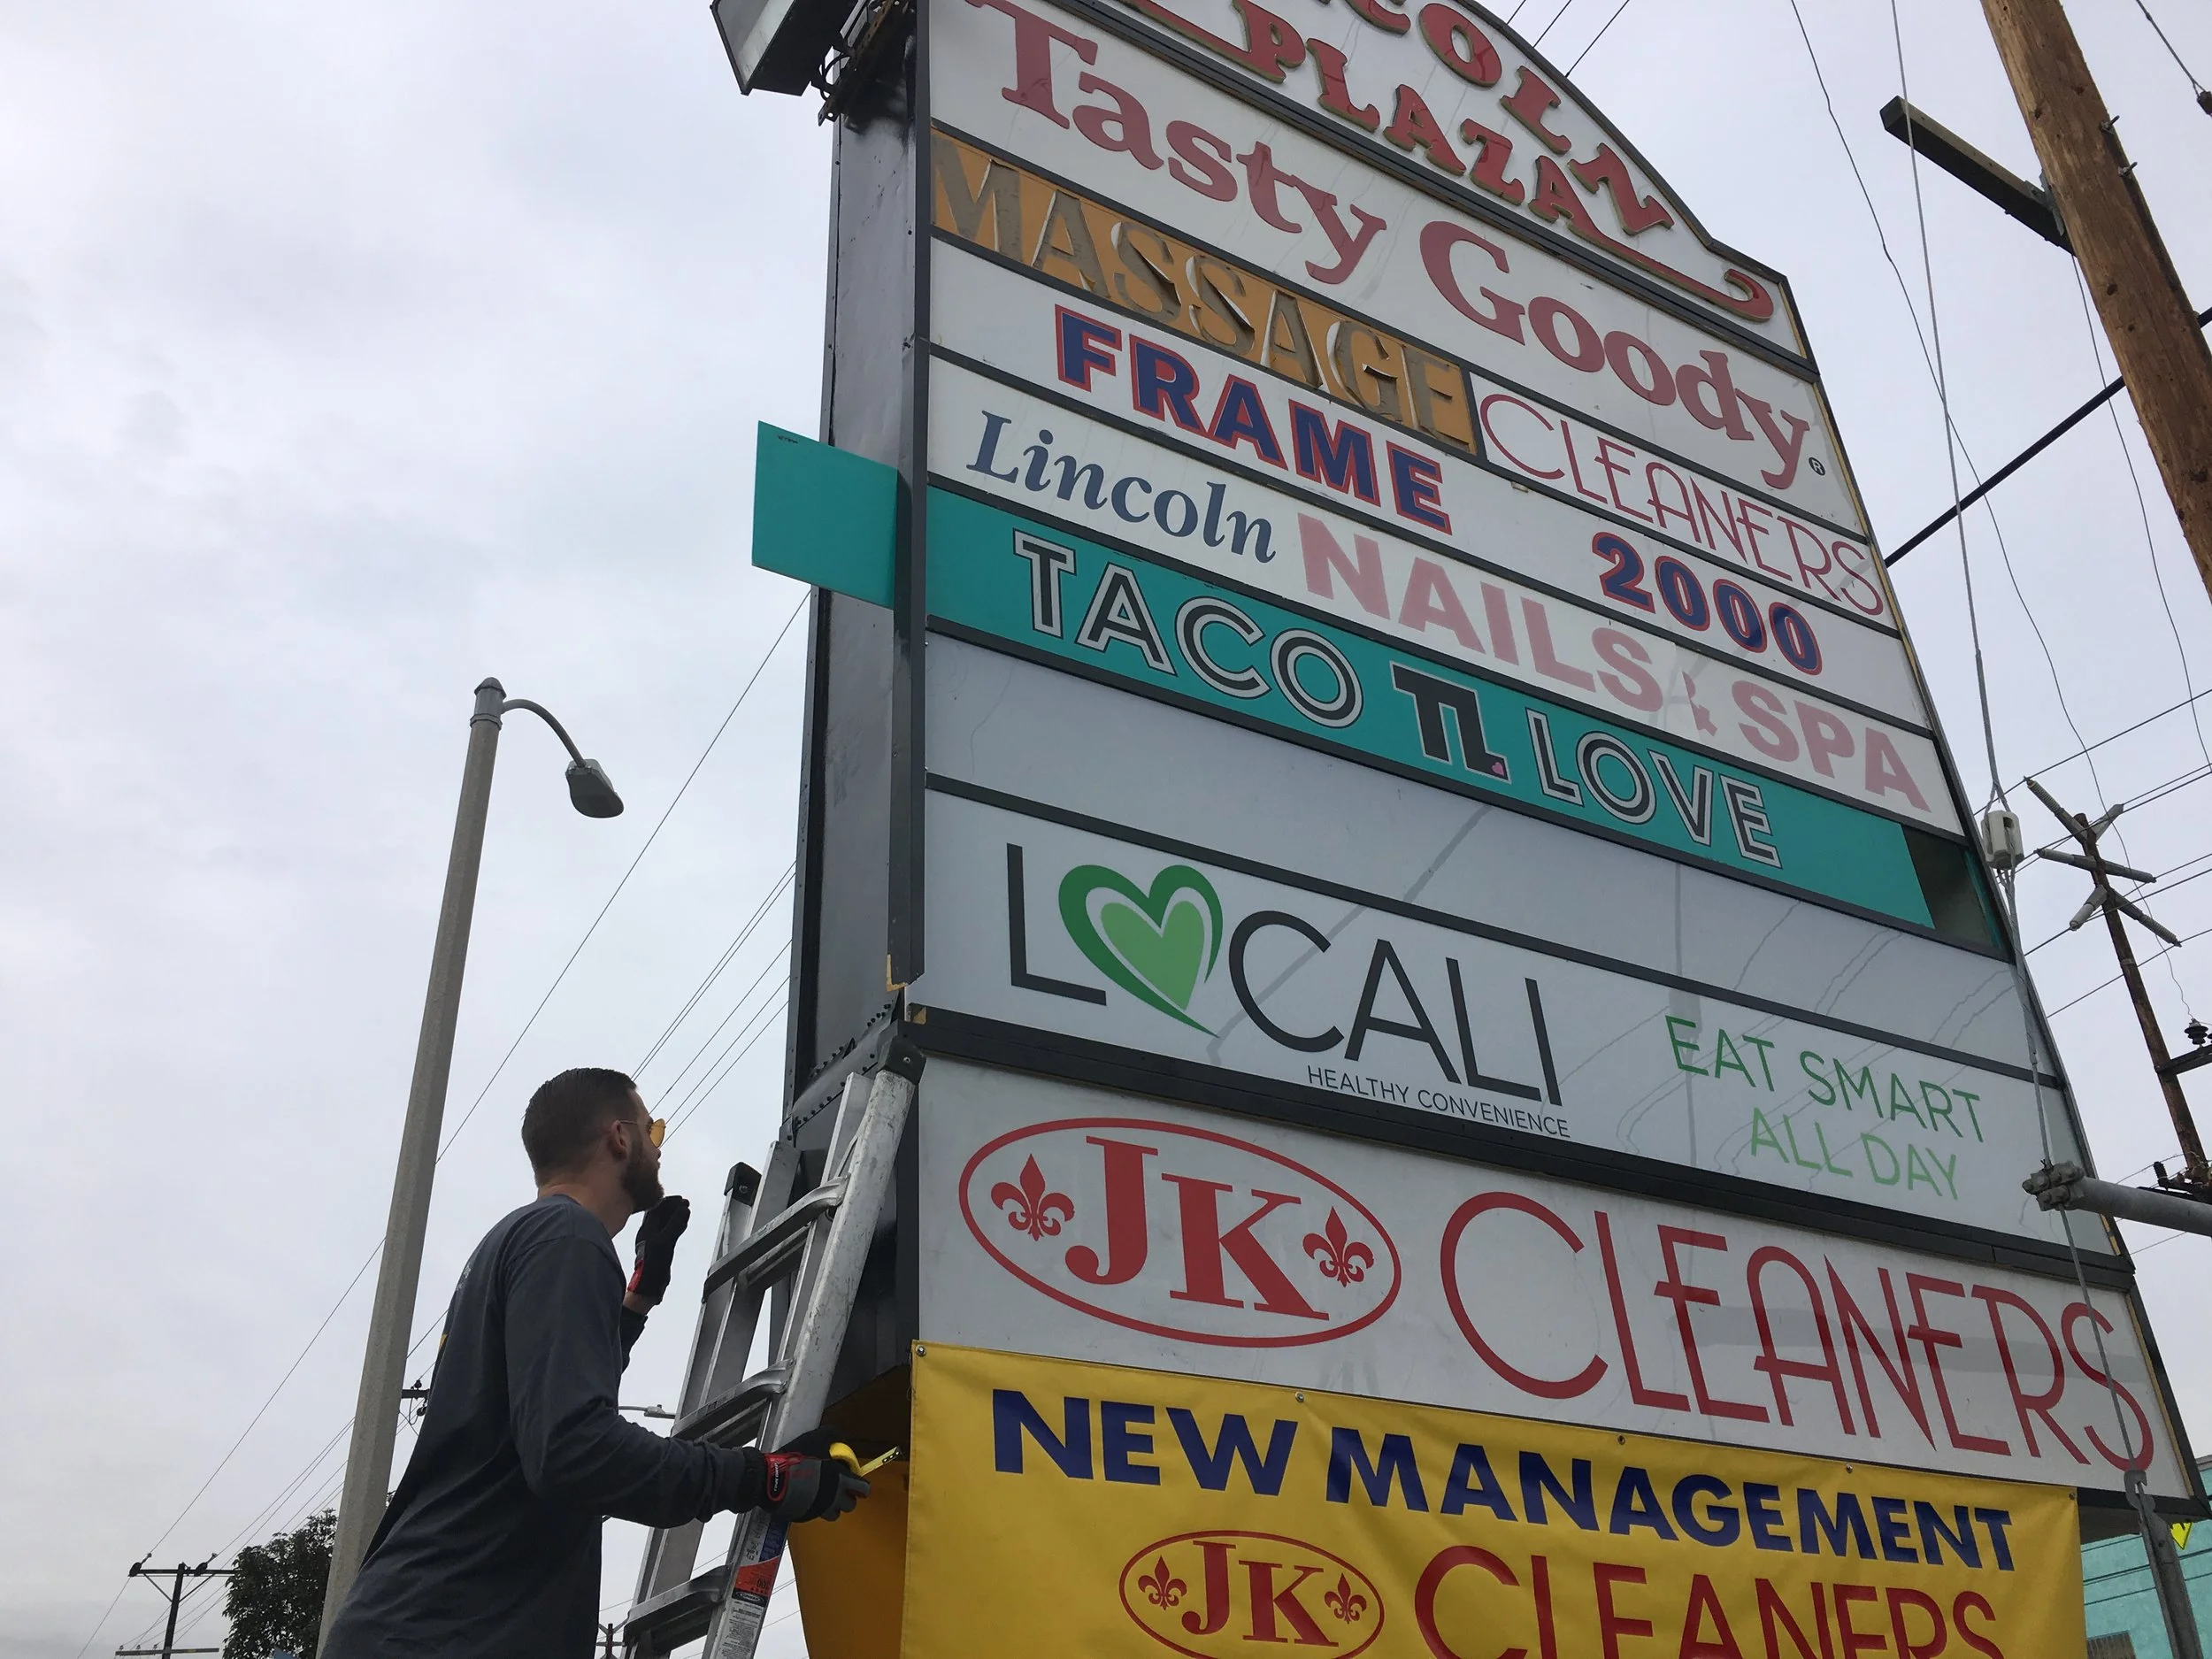 PLAZA
Tasty Goody®
MASSAGE CLEANERS
FRAME 2000
Lincoln NAILS & SPA
TACO TL LOVE
LOCALI
HEALTHY CONVENIENCE
EAT SMART
ALL DAY
JK CLEANERS
NEW MANAGEMENT
JK CLEANERS